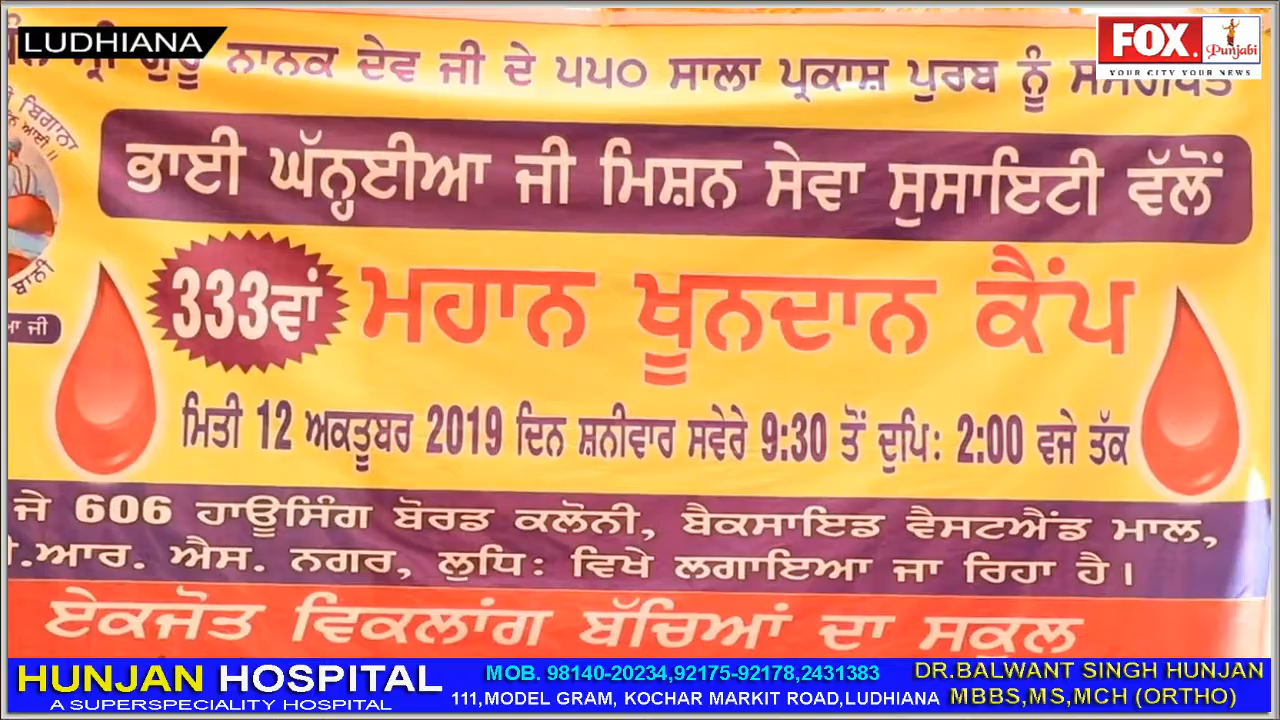 LUDHIANA
FOX. Punjabi
YOUR CITY YOUR NEWS
ਸ਼੍ਰੀ ਗੁਰੂ ਨਾਨਕ ਦੇਵ ਜੀ ਦੇ ੫੫੦ ਸਾਲਾ ਪ੍ਰਕਾਸ਼ ਪੁਰਬ ਨੂੰ ਸਮਰਪਿਤ
ਬਿਗਾਨਾ
ਆਈ॥
ਭਾਈ ਘੱਨ੍ਹਈਆ ਜੀ ਮਿਸ਼ਨ ਸੇਵਾ ਸੁਸਾਇਟੀ ਵੱਲੋਂ
ਬਾਨੀ
ਜੀ
333ਵਾਂ ਮਹਾਨ ਖੂਨਦਾਨ ਕੈਂਪ
ਮਿਤੀ 12 ਅਕਤੂਬਰ 2019 ਦਿਨ ਸ਼ਨੀਵਾਰ ਸਵੇਰੇ 9:30 ਤੋਂ ਦੁਪਿ: 2:00 ਵਜੇ ਤੱਕ
ਜੇ 606 ਹਾਊਸਿੰਗ ਬੋਰਡ ਕਲੋਨੀ, ਬੈਕਸਾਇਡ ਵੈਸਟਐਂਡ ਮਾਲ,
.ਆਰ. ਐਸ. ਨਗਰ, ਲੁਧਿ: ਵਿਖੇ ਲਗਾਇਆ ਜਾ ਰਿਹਾ ਹੈ।
ਏਕਜੋਤ ਵਿਕਲਾਂਗ ਬੱਚਿਆਂ ਦਾ ਸਕੂਲ
HUNJAN HOSPITAL
A SUPERSPECIALITY HOSPITAL
MOB. 98140-20234,92175-92178,2431383
111,MODEL GRAM, KOCHAR MARKIT ROAD,LUDHIANA
DR.BALWANT SINGH HUNJAN
MBBS,MS,MCH (ORTHO)